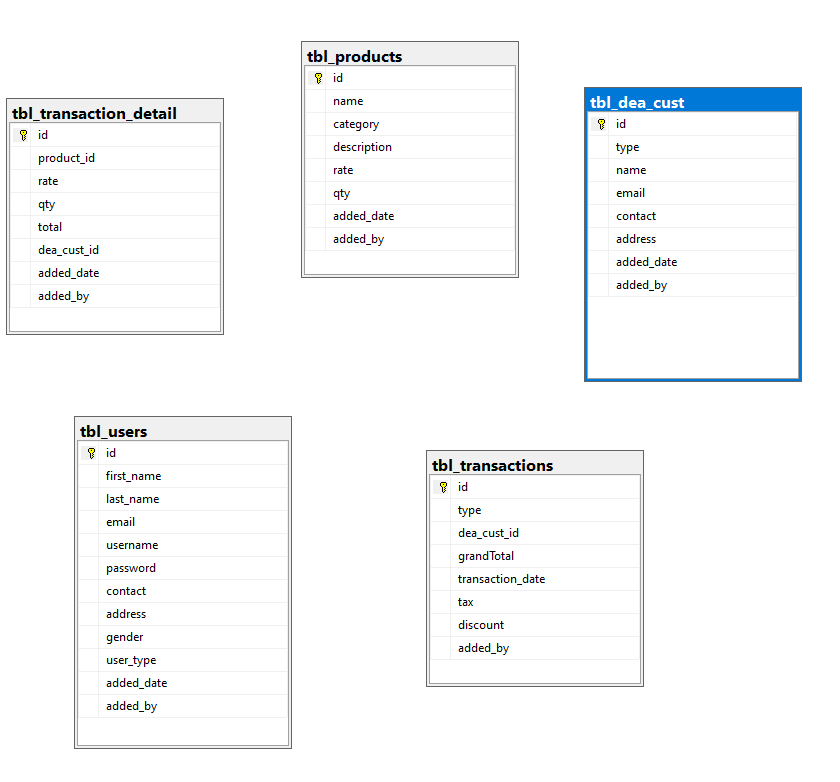 tbl_products
id
name
category
description
rate
qty
added_date
added_by
tbl_dea_cust
id
type
name
email
contact
address
added_date
added_by
tbl_transaction_detail
id
product_id
rate
qty
total
dea_cust_id
added_date
added_by
tbl_users
id
first_name
last_name
email
username
password
contact
address
gender
user_type
added_date
added_by
tbl_transactions
id
type
dea_cust_id
grandTotal
transaction_date
tax
discount
added_by